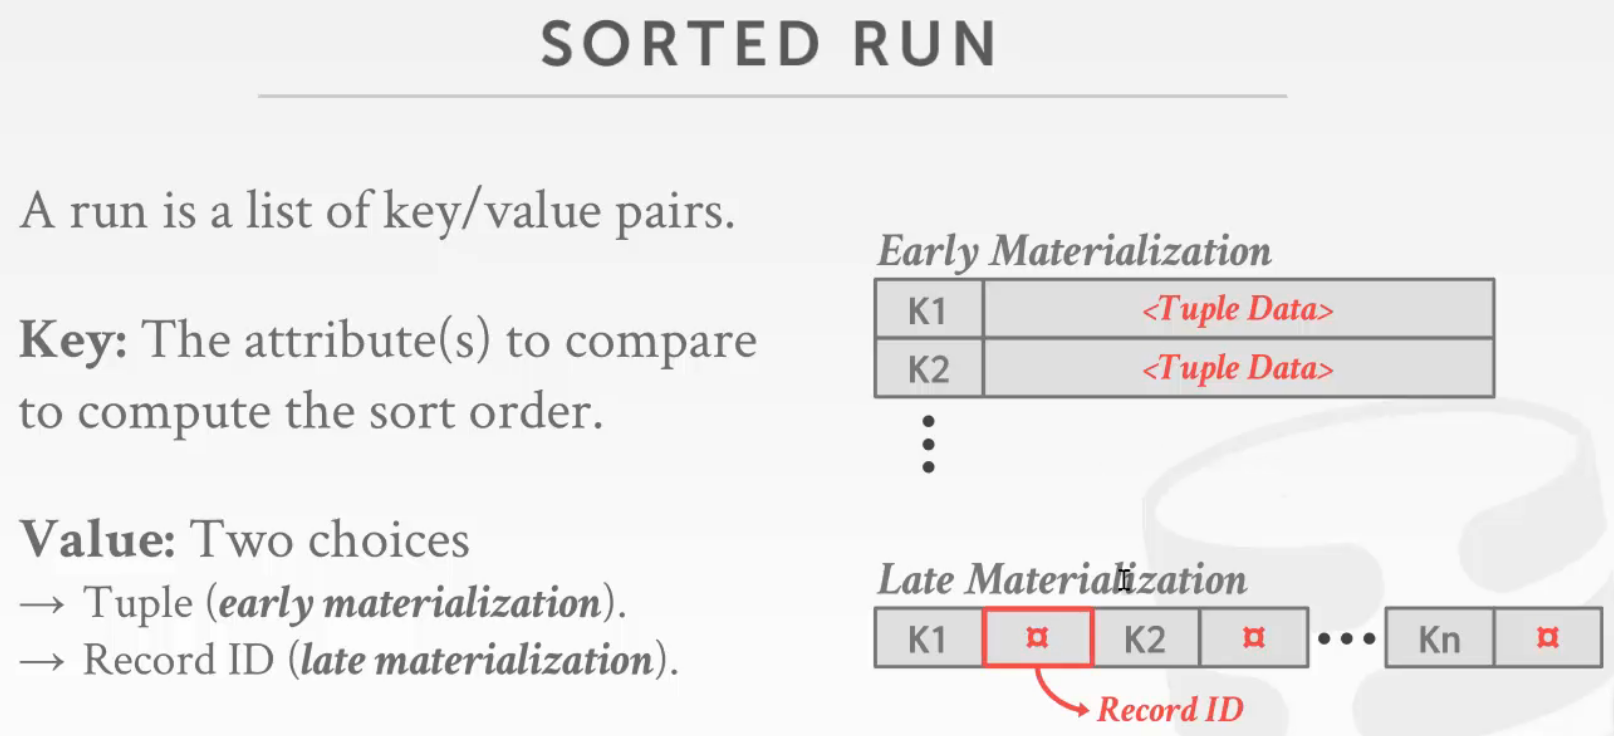 SORTED RUN
A run is a list of key/value pairs.
Key: The attribute(s) to compare
to compute the sort order.
Value: Two choices
→ Tuple (early materialization).
→ Record ID (late materialization).
Early Materialization
K1 <Tuple Data>
K2 <Tuple Data>
Late Materialization
K1 ¤ K2 ¤ ••• Kn ¤
Record ID